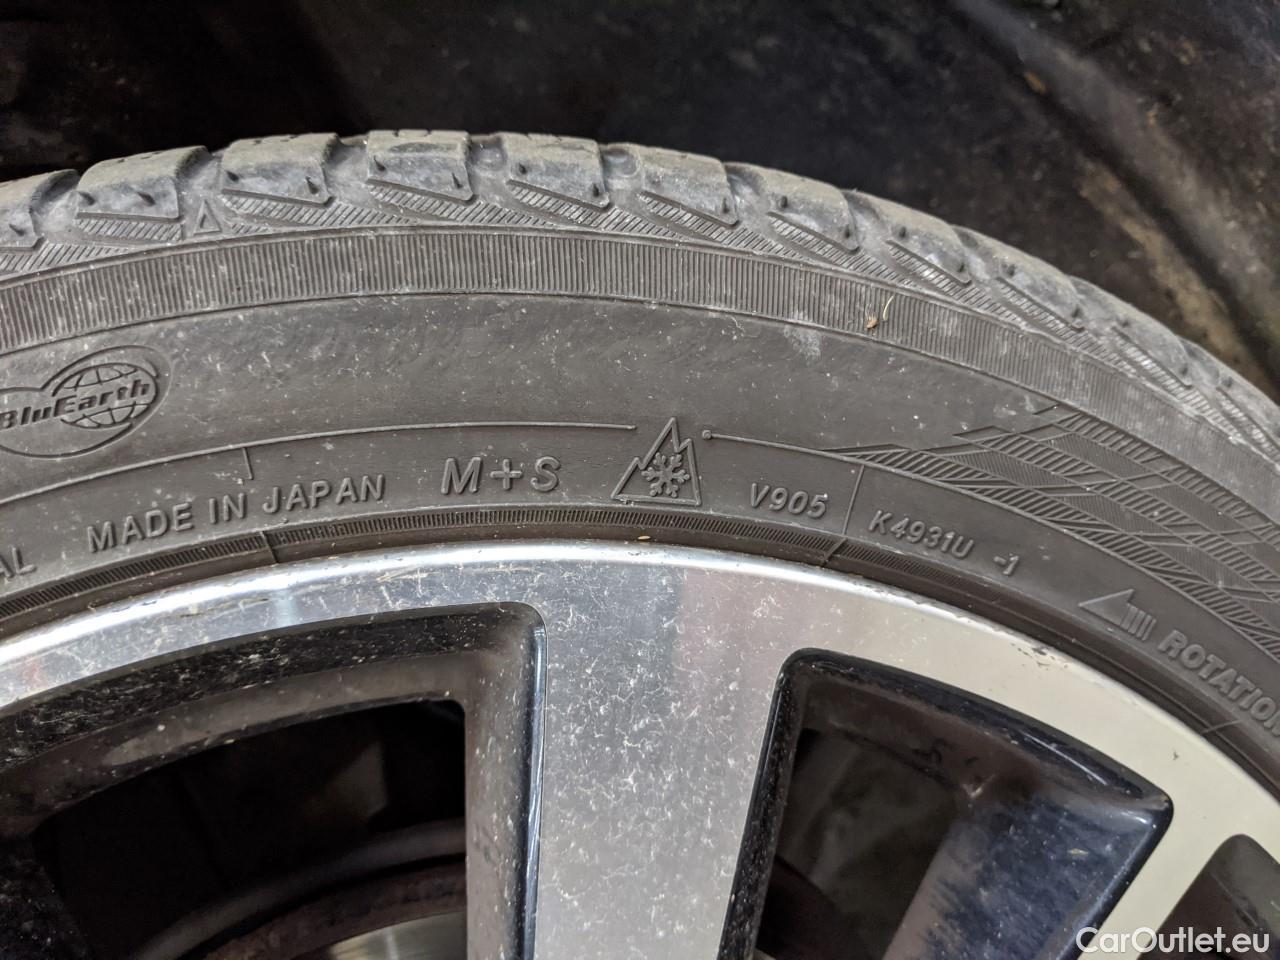 BluEarth
AL MADE IN JAPAN M+S V905 K4931U -1 ROTATION
CarOutlet.eu